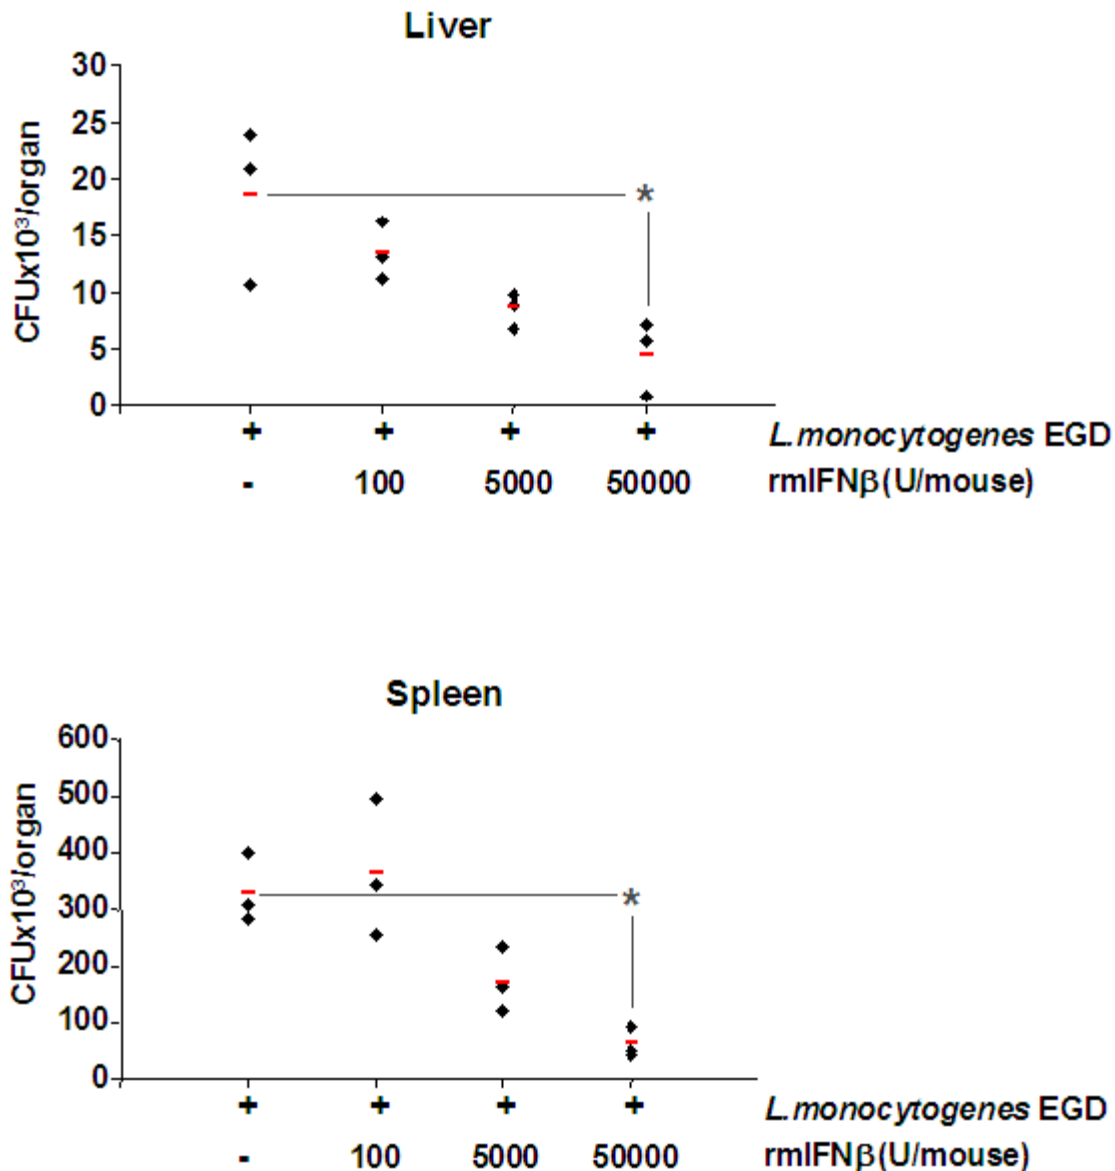 Liver
CFUx10³/organ
30
25
20
15
10
5
0
*
+ + + + L.monocytogenes EGD
- 100 5000 50000 rmIFNβ(U/mouse)
Spleen
CFUx10³/organ
600
500
400
300
200
100
0
*
+ + + + L.monocytogenes EGD
- 100 5000 50000 rmIFNβ(U/mouse)